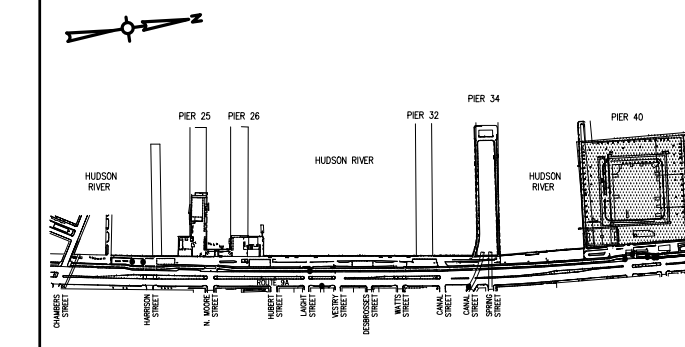 N
PIER 34
PIER 25
PIER 26
PIER 32
PIER 40
HUDSON RIVER
HUDSON
RIVER
HUDSON
RIVER
ROUTE 9A
CHAMBERS
STREET
HARRISON
STREET
N. MOORE
STREET
HUBERT
STREET
LAIGHT
STREET
VESTRY
STREET
DESBROSSES
STREET
WATTS
STREET
CANAL
STREET
CANAL
STREET
SPRING
STREET